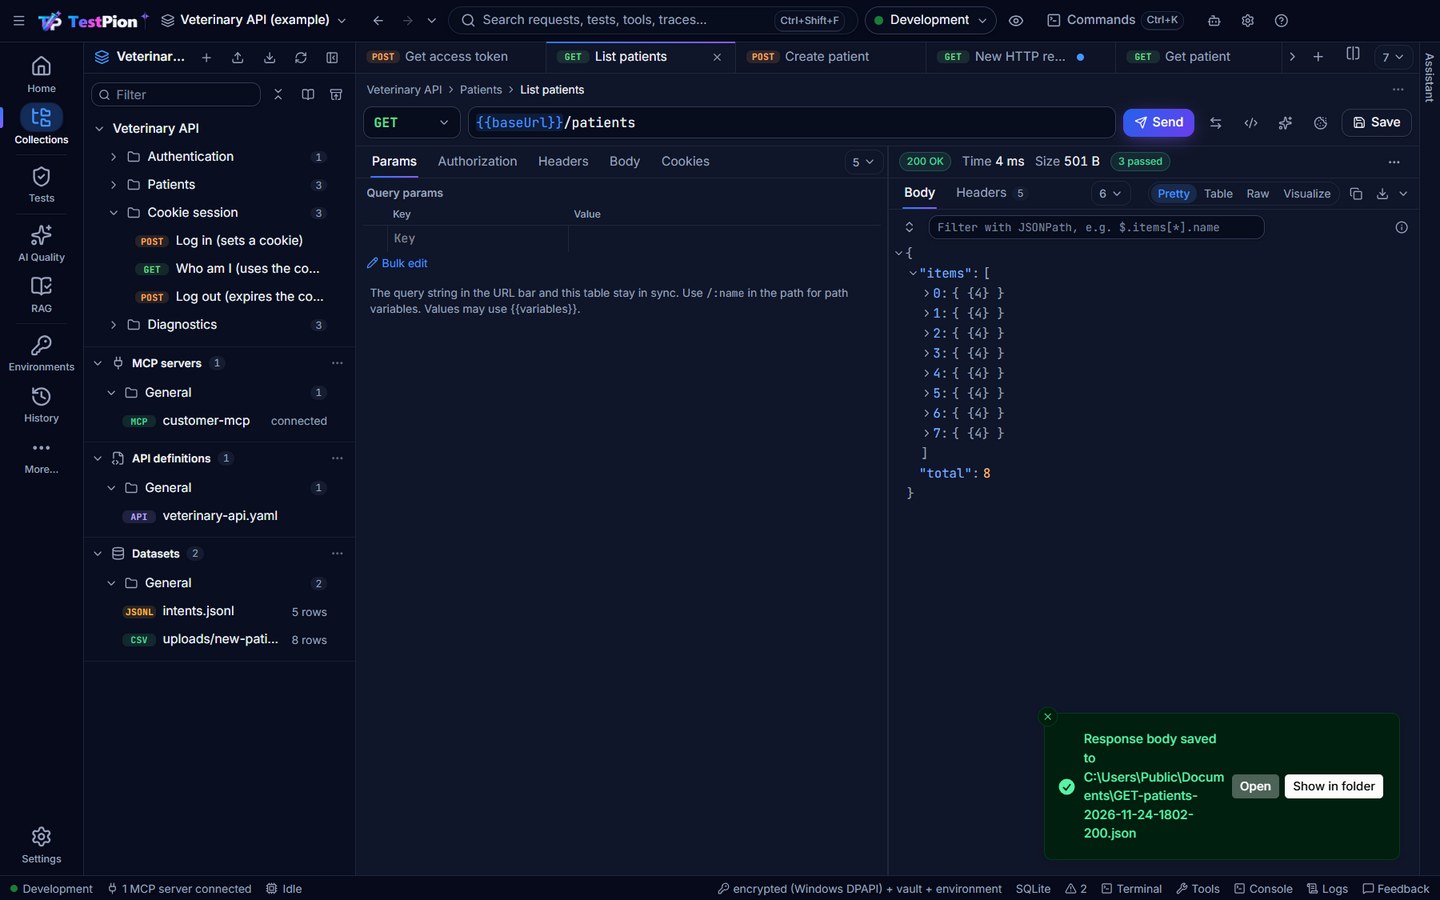 TestPion
Veterinary API (example)
Search requests, tests, tools, traces...
Ctrl+Shift+F
Development
Commands
Ctrl+K
Home
Collections
Tests
AI Quality
RAG
Environments
History
More...
Settings
Veterinar...
Filter
Veterinary API
Authentication 1
Patients 3
Cookie session 3
POST Log in (sets a cookie)
GET Who am I (uses the co...
POST Log out (expires the co...
Diagnostics 3
MCP servers 1
General 1
MCP customer-mcp connected
API definitions 1
General 1
API veterinary-api.yaml
Datasets 2
General 2
JSONL intents.jsonl 5 rows
CSV uploads/new-pati... 8 rows
POST Get access token
GET List patients
POST Create patient
GET New HTTP re...
GET Get patient
7
Veterinary API > Patients > List patients
GET
{{baseUrl}}/patients
Send
Save
Params Authorization Headers Body Cookies 5
Query params
Key Value
Key
Bulk edit
The query string in the URL bar and this table stay in sync. Use /:name in the path for path
variables. Values may use {{variables}}.
200 OK Time 4 ms Size 501 B 3 passed
Body Headers 5 6 Pretty Table Raw Visualize
Filter with JSONPath, e.g. $.items[*].name
{
"items": [
0: { {4} }
1: { {4} }
2: { {4} }
3: { {4} }
4: { {4} }
5: { {4} }
6: { {4} }
7: { {4} }
]
"total": 8
}
Response body saved
to
C:\Users\Public\Docum
ents\GET-patients-
2026-11-24-1802-
200.json
Open
Show in folder
Assistant
Development
1 MCP server connected
Idle
encrypted (Windows DPAPI) + vault + environment
SQLite
2
Terminal
Tools
Console
Logs
Feedback